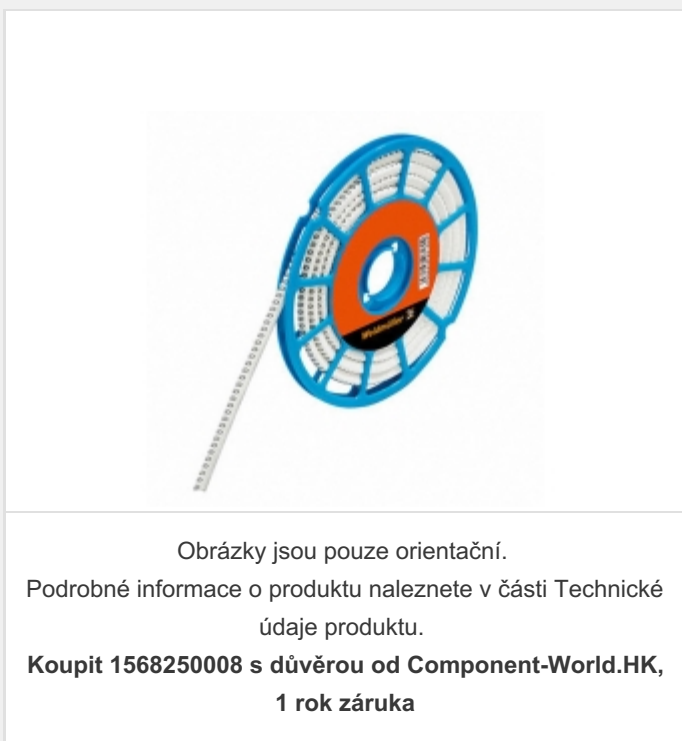 Weidmüller
Obrázky jsou pouze orientační.
Podrobné informace o produktu naleznete v části Technické
údaje produktu.
Koupit 1568250008 s důvěrou od Component-World.HK,
1 rok záruka